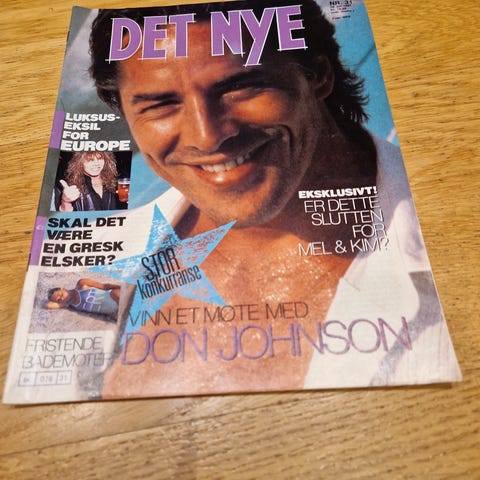 DET NYE
NR. 31
LUKSUS-
EKSIL
FOR
EUROPE
SKAL DET
VÆRE
EN GRESK
ELSKER?
EKSKLUSIVT!
ER DETTE
SLUTTEN
FOR
MEL & KIM?
STOR
konkurranse
VINN ET MØTE MED
DON JOHNSON
FRISTENDE
BADEMOTER